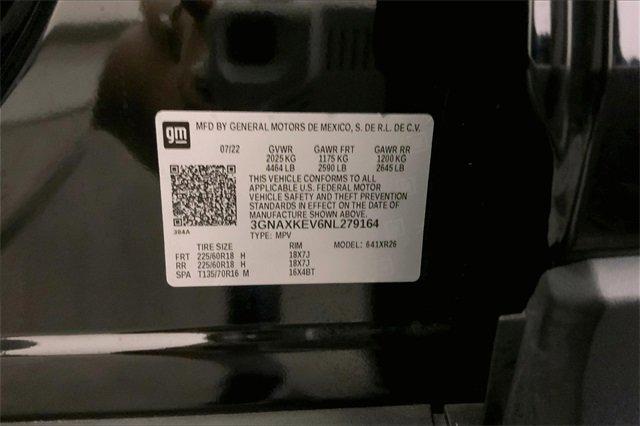 gm MFD BY GENERAL MOTORS DE MEXICO, S. DE R.L. DE C.V.
07/22 GVWR GAWR FRT GAWR RR
2025 KG 1175 KG 1200 KG
4464 LB 2590 LB 2645 LB
THIS VEHICLE CONFORMS TO ALL
APPLICABLE U.S. FEDERAL MOTOR
VEHICLE SAFETY AND THEFT PREVENTION
STANDARDS IN EFFECT ON THE DATE OF
MANUFACTURE SHOWN ABOVE.
384A 3GNAXKEV6NL279164
TYPE: MPV
TIRE SIZE RIM MODEL: 641XR26
FRT 225/60R18 H 18X7J
RR 225/60R18 H 18X7J
SPA T135/70R16 M 16X4BT